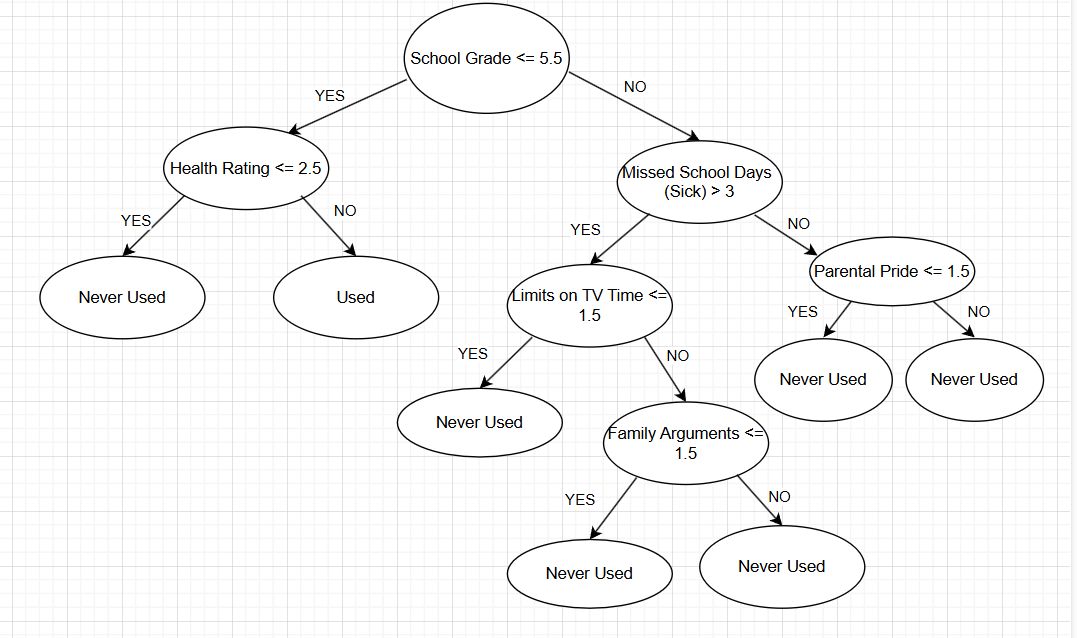 School Grade <= 5.5
YES
NO
Health Rating <= 2.5
Missed School Days
(Sick) > 3
YES
NO
YES
NO
Never Used
Used
Limits on TV Time <=
1.5
Parental Pride <= 1.5
YES
NO
YES
NO
Never Used
Family Arguments <=
1.5
Never Used
Never Used
YES
NO
Never Used
Never Used